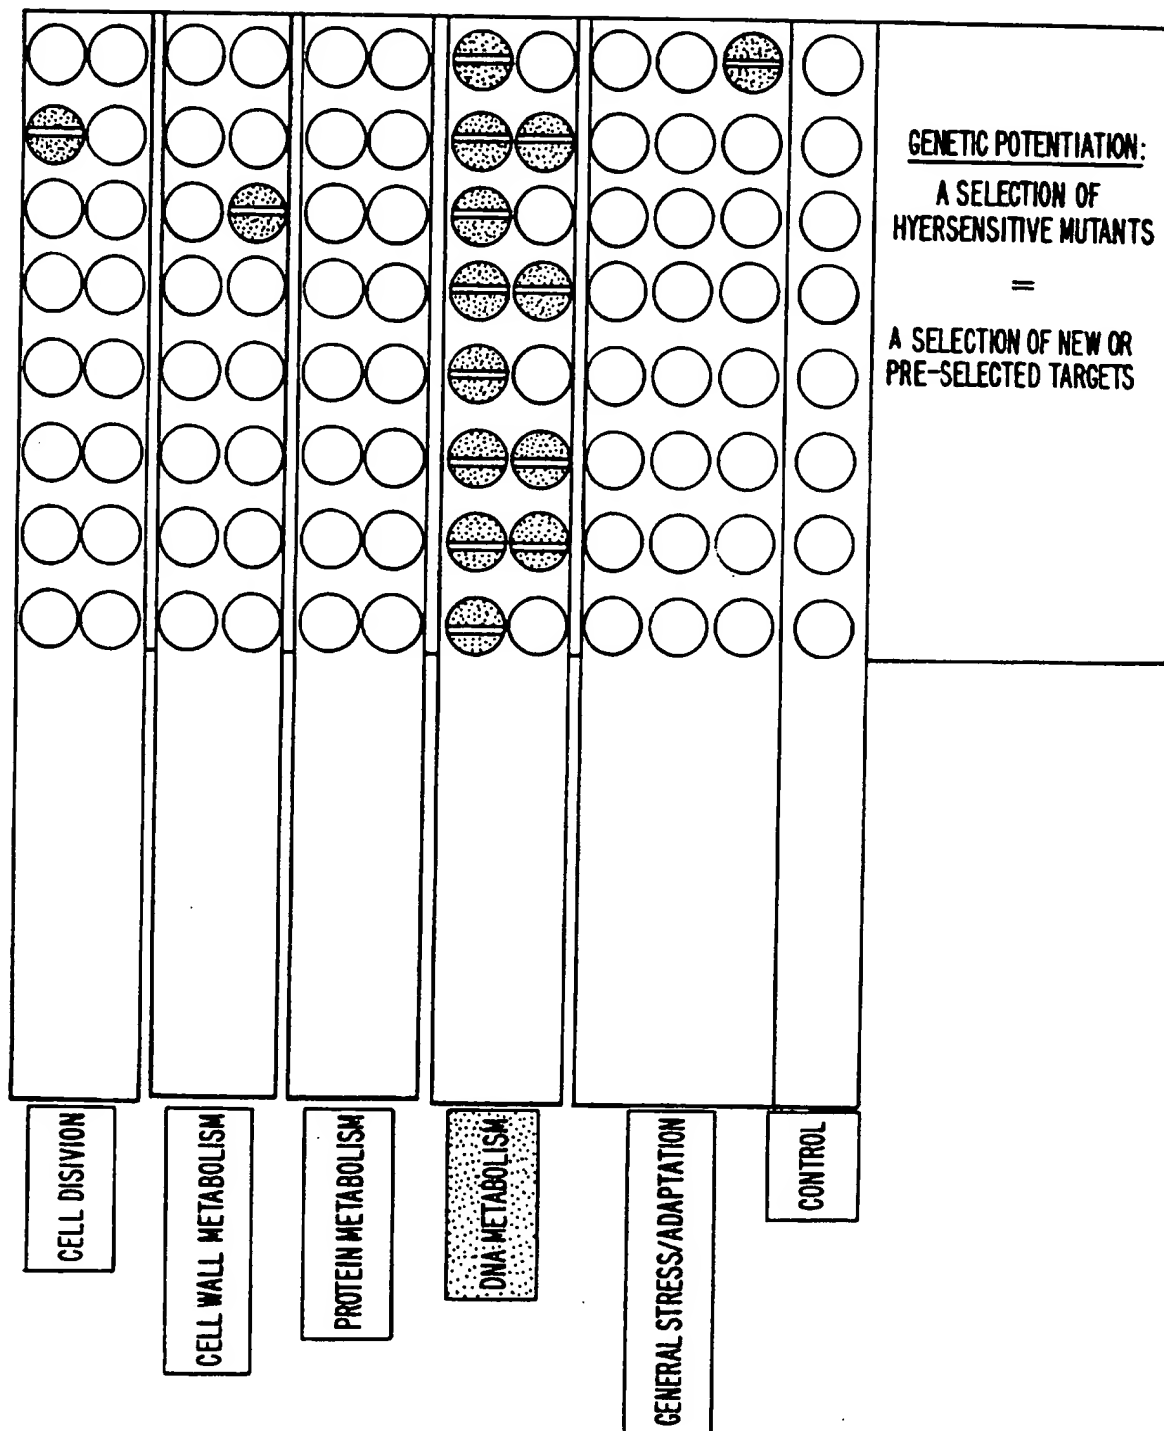 GENETIC POTENTIATION:
A SELECTION OF
HYERSENSITIVE MUTANTS
=
A SELECTION OF NEW OR
PRE-SELECTED TARGETS
CELL DISIVION
CELL WALL METABOLISM
PROTEIN METABOLISM
DNA METABOLISM
GENERAL STRESS/ADAPTATION
CONTROL